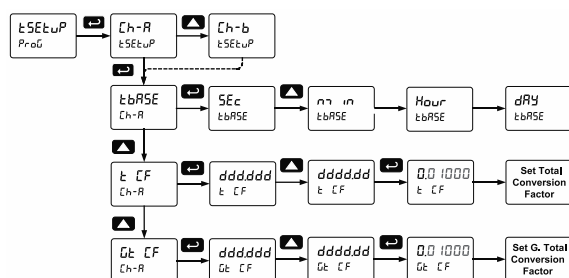 tSEtuP
ProG
Ch-A
tSEtuP
Ch-b
tSEtuP
tbASE
Ch-A
SEc
tbASE
min
tbASE
Hour
tbASE
dAY
tbASE
t CF
Ch-A
ddd.ddd
t CF
dddd.dd
t CF
0.01000
t CF
Set Total
Conversion
Factor
Gt CF
Ch-A
ddd.ddd
Gt CF
dddd.dd
Gt CF
0.01000
Gt CF
Set G. Total
Conversion
Factor